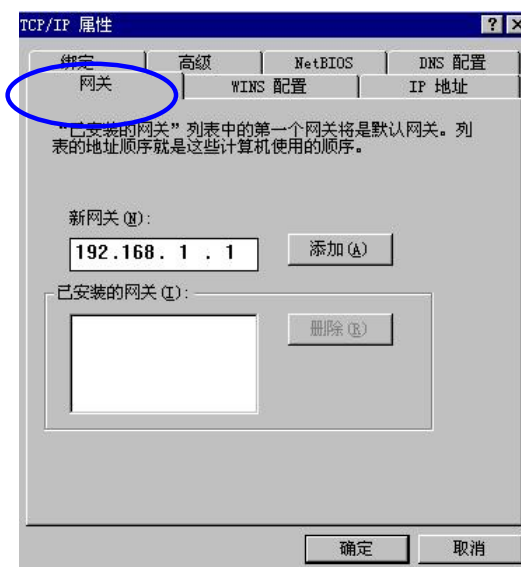 TCP/IP 属性
绑定 高级 NetBIOS DNS 配置
网关 WINS 配置 IP 地址
“已安装的网关”列表中的第一个网关将是默认网关。列
表的地址顺序就是这些计算机使用的顺序。
新网关(N):
192.168. 1 . 1 添加(A)
已安装的网关(I):
删除(R)
确定 取消